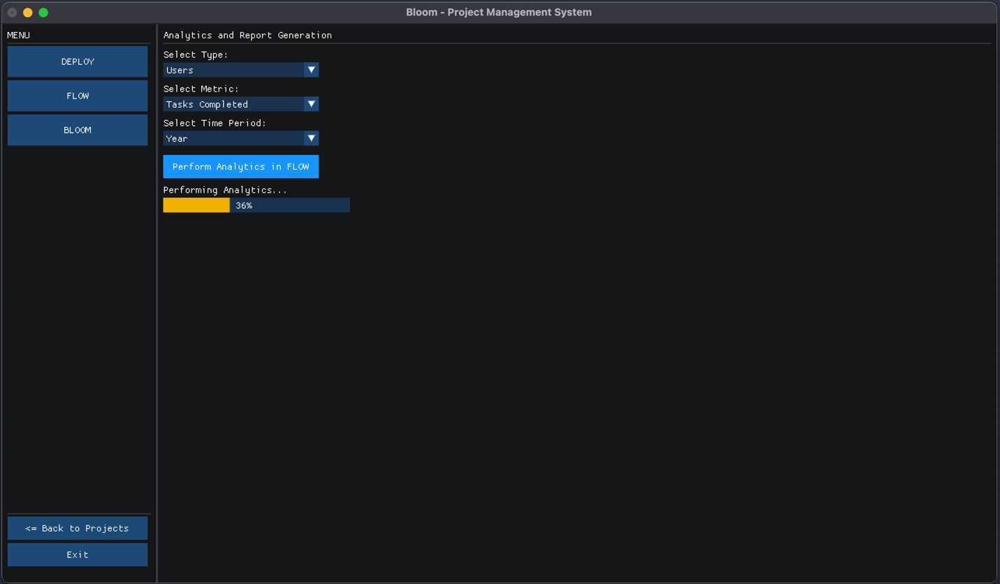 Bloom - Project Management System
MENU
DEPLOY
FLOW
BLOOM
<= Back to Projects
Exit
Analytics and Report Generation
Select Type:
Users
Select Metric:
Tasks Completed
Select Time Period:
Year
Perform Analytics in FLOW
Performing Analytics...
36%